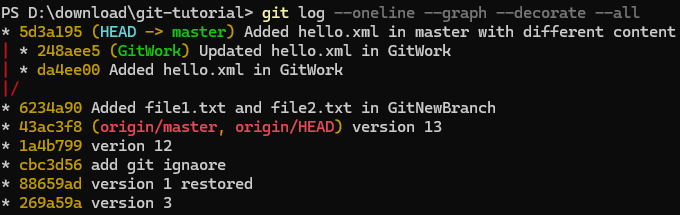 PS D:\download\git-tutorial> git log --oneline --graph --decorate --all
* 5d3a195 (HEAD -> master) Added hello.xml in master with different content
| * 248aee5 (GitWork) Updated hello.xml in GitWork
| * da4ee00 Added hello.xml in GitWork
|/
* 6234a90 Added file1.txt and file2.txt in GitNewBranch
* 43ac3f8 (origin/master, origin/HEAD) version 13
* 1a4b799 verion 12
* cbc3d56 add git ignaore
* 88659ad version 1 restored
* 269a59a version 3